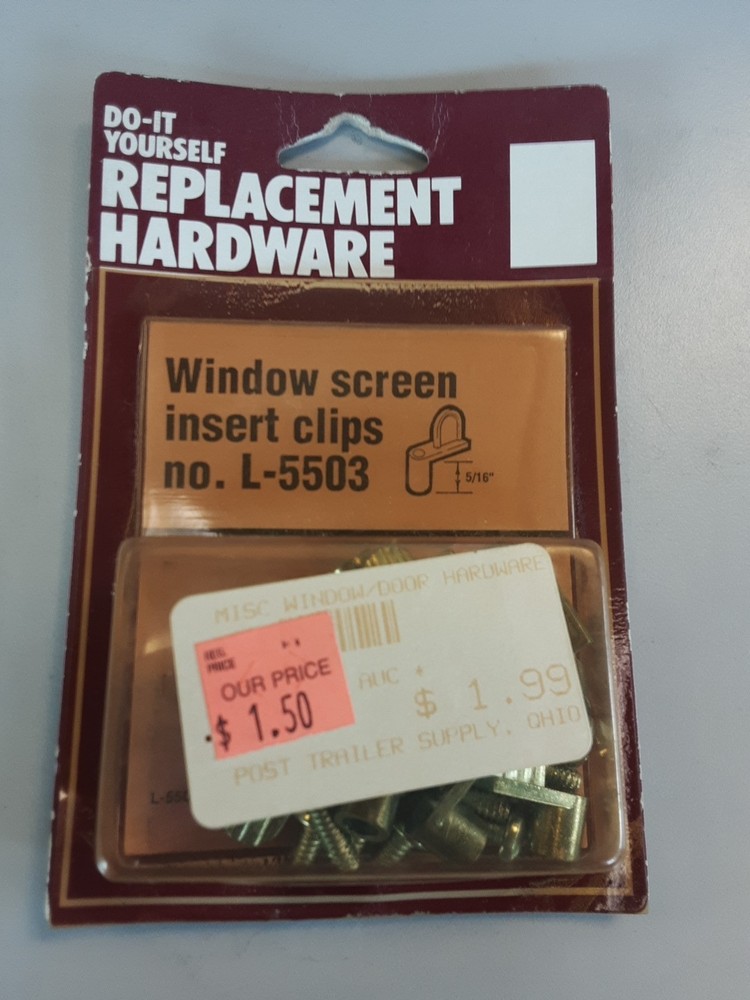 DO-IT
YOURSELF
REPLACEMENT
HARDWARE
Window screen
insert clips
no. L-5503
5/16"
MISC WINDOW/DOOR HARDWARE
REG.
PRICE
OUR PRICE
$ 1.50
AUC *
$ 1.99
POST TRAILER SUPPLY, OHIO